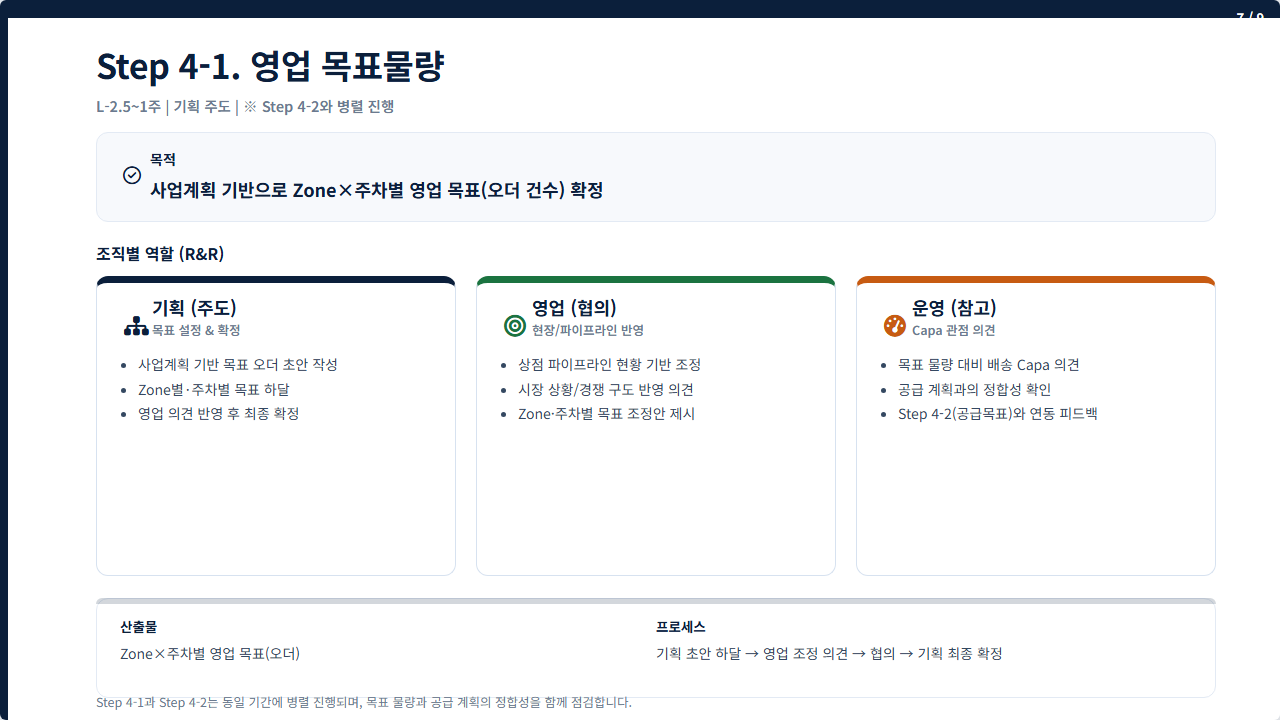 7 / 9
Step 4-1. 영업 목표물량
L-2.5~1주 | 기획 주도 | ※ Step 4-2와 병렬 진행
목적
사업계획 기반으로 Zone×주차별 영업 목표(오더 건수) 확정
조직별 역할 (R&R)
기획 (주도)
목표 설정 & 확정
• 사업계획 기반 목표 오더 초안 작성
• Zone별·주차별 목표 하달
• 영업 의견 반영 후 최종 확정
영업 (협의)
현장/파이프라인 반영
• 상점 파이프라인 현황 기반 조정
• 시장 상황/경쟁 구도 반영 의견
• Zone·주차별 목표 조정안 제시
운영 (참고)
Capa 관점 의견
• 목표 물량 대비 배송 Capa 의견
• 공급 계획과의 정합성 확인
• Step 4-2(공급목표)와 연동 피드백
산출물
Zone×주차별 영업 목표(오더)
프로세스
기획 초안 하달 → 영업 조정 의견 → 협의 → 기획 최종 확정
Step 4-1과 Step 4-2는 동일 기간에 병렬 진행되며, 목표 물량과 공급 계획의 정합성을 함께 점검합니다.